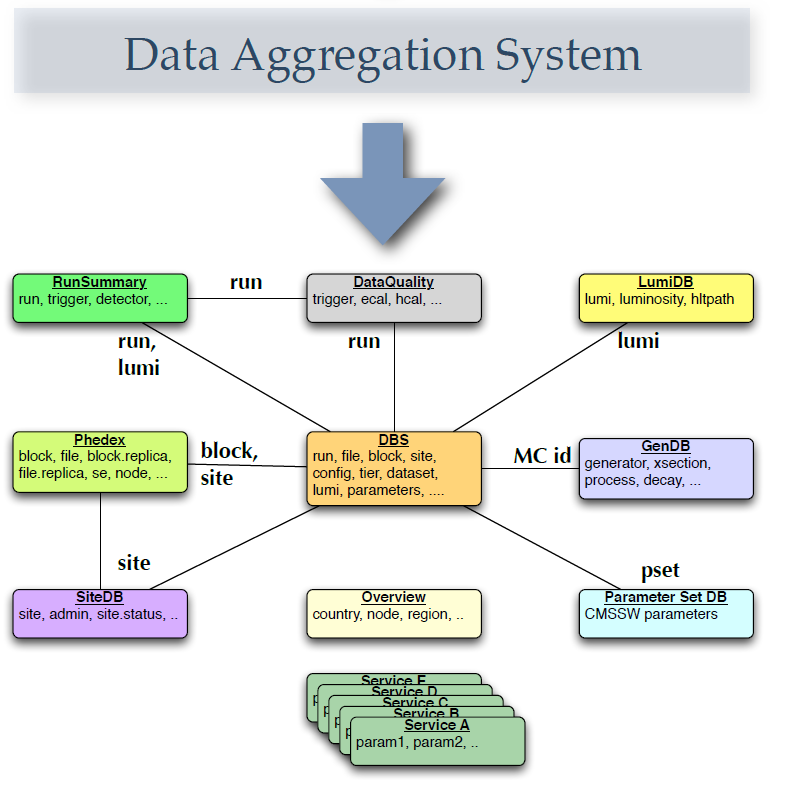 Data Aggregation System
RunSummary
run, trigger, detector, ...
run
DataQuality
trigger, ecal, hcal, ...
LumiDB
lumi, luminosity, hltpath
run,
lumi
run
lumi
Phedex
block, file, block.replica,
file.replica, se, node, ...
block,
site
DBS
run, file, block, site,
config, tier, dataset,
lumi, parameters, ....
MC id
GenDB
generator, xsection,
process, decay, ...
site
pset
SiteDB
site, admin, site.status, ..
Overview
country, node, region, ..
Parameter Set DB
CMSSW parameters
Service E
Service D
Service C
Service B
Service A
param1, param2, ..